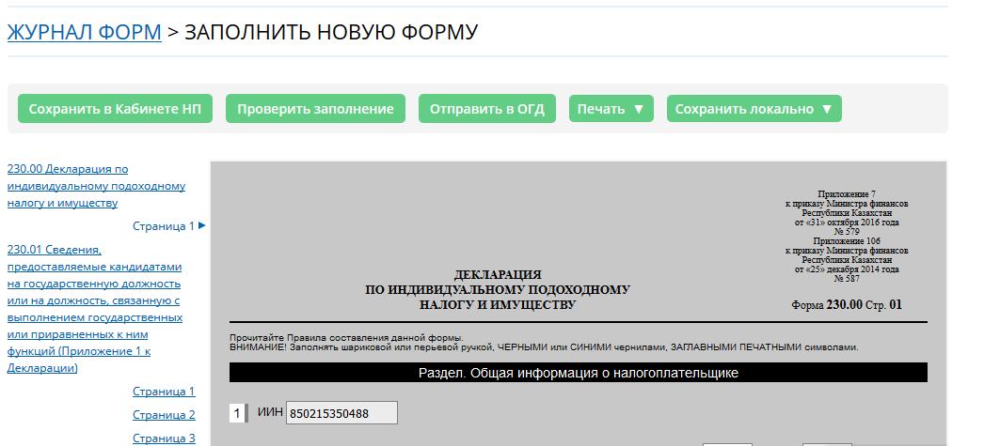 ЖУРНАЛ ФОРМ > ЗАПОЛНИТЬ НОВУЮ ФОРМУ
Сохранить в Кабинете НП
Проверить заполнение
Отправить в ОГД
Печать ▼
Сохранить локально ▼
230.00 Декларация по
индивидуальному подоходному
налогу и имуществу
Страница 1
230.01 Сведения,
предоставляемые кандидатами
на государственную должность
или на должность, связанную с
выполнением государственных
или приравненных к ним
функций (Приложение 1 к
Декларации)
Страница 1
Страница 2
Страница 3
Приложение 7
к приказу Министра финансов
Республики Казахстан
от «31» октября 2016 года
№ 579
Приложение 106
к приказу Министра финансов
Республики Казахстан
от «25» декабря 2014 года
№ 587
ДЕКЛАРАЦИЯ
ПО ИНДИВИДУАЛЬНОМУ ПОДОХОДНОМУ
НАЛОГУ И ИМУЩЕСТВУ
Форма 230.00 Стр. 01
Прочитайте Правила составления данной формы.
ВНИМАНИЕ! Заполнять шариковой или перьевой ручкой, ЧЕРНЫМИ или СИНИМИ чернилами, ЗАГЛАВНЫМИ ПЕЧАТНЫМИ символами.
Раздел. Общая информация о налогоплательщике
1 ИИН 850215350488